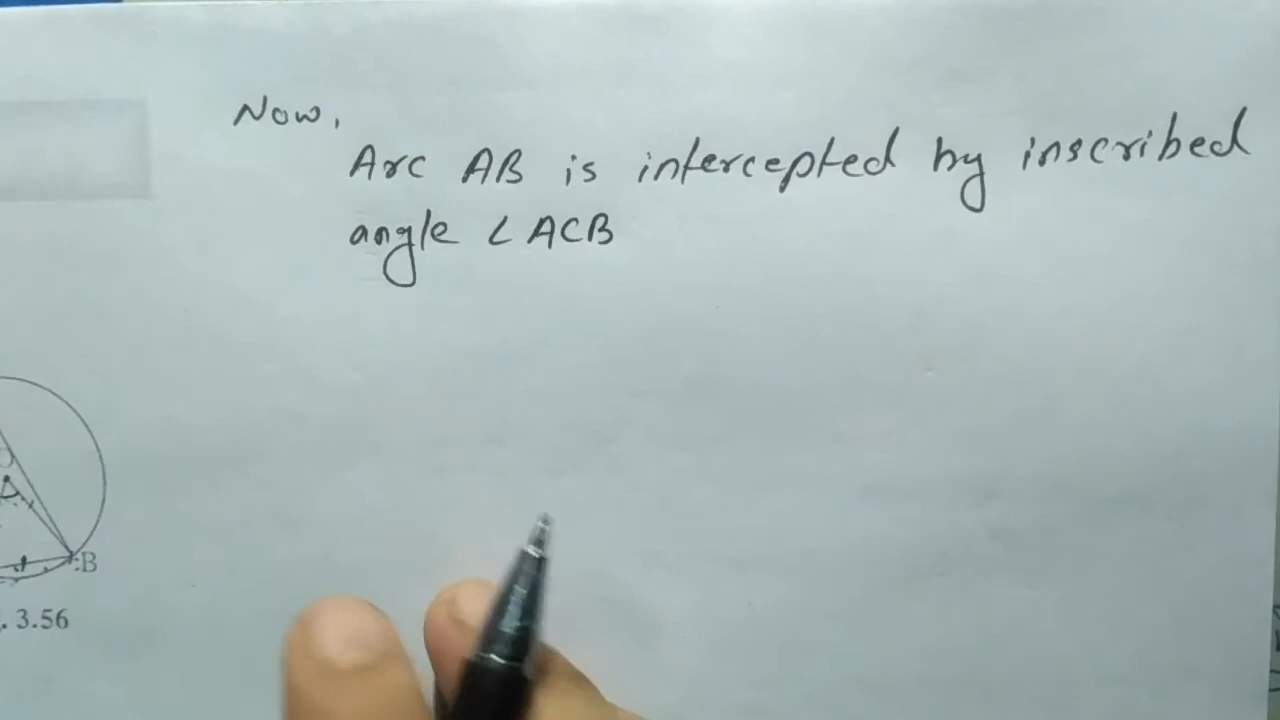 Now,
Arc AB is intercepted by inscribed
angle ∠ACB
B
. 3.56